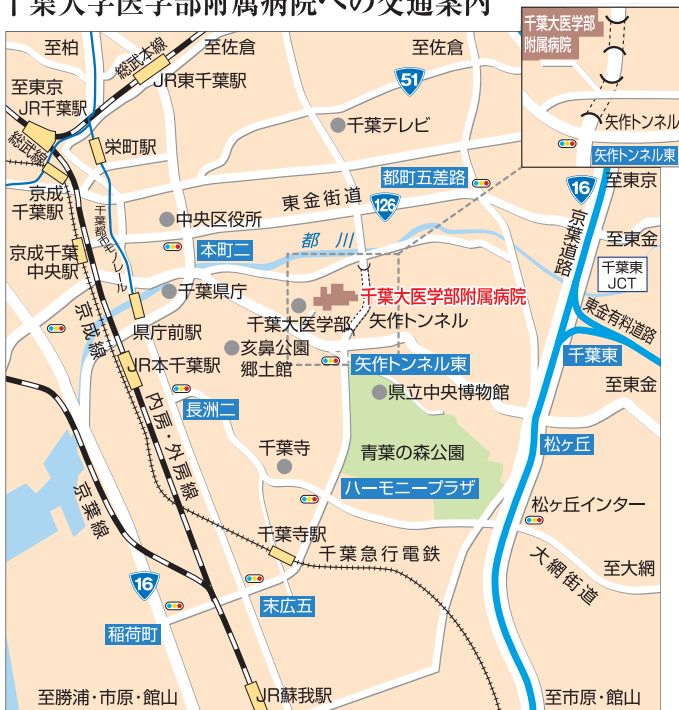 千葉大学医学部附属病院への交通案内
至柏
総武本線
至佐倉
至佐倉
千葉大医学部
附属病院
JR東千葉駅
51
至東京
JR千葉駅
千葉テレビ
矢作トンネル
総武線
栄町駅
矢作トンネル東
都町五差路
16
至東京
京成
千葉駅
東金街道
126
千葉都市モノレール
中央区役所
京葉道路
都川
至東金
本町二
京成千葉
中央駅
千葉東
JCT
千葉県庁
千葉大医学部附属病院
京成線
県庁前駅
千葉大医学部
矢作トンネル
東金有料道路
亥鼻公園
郷土館
千葉東
JR本千葉駅
矢作トンネル東
至東金
県立中央博物館
長洲二
内房・外房線
松ヶ丘
千葉寺
青葉の森公園
ハーモニープラザ
京葉線
松ヶ丘インター
千葉寺駅
千葉急行電鉄
大網街道
至大網
16
末広五
稲荷町
至勝浦・市原・館山
JR蘇我駅
至市原・館山